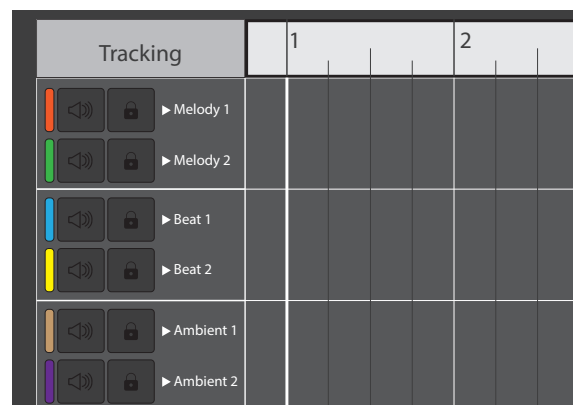 Tracking
1
2
Melody 1
Melody 2
Beat 1
Beat 2
Ambient 1
Ambient 2